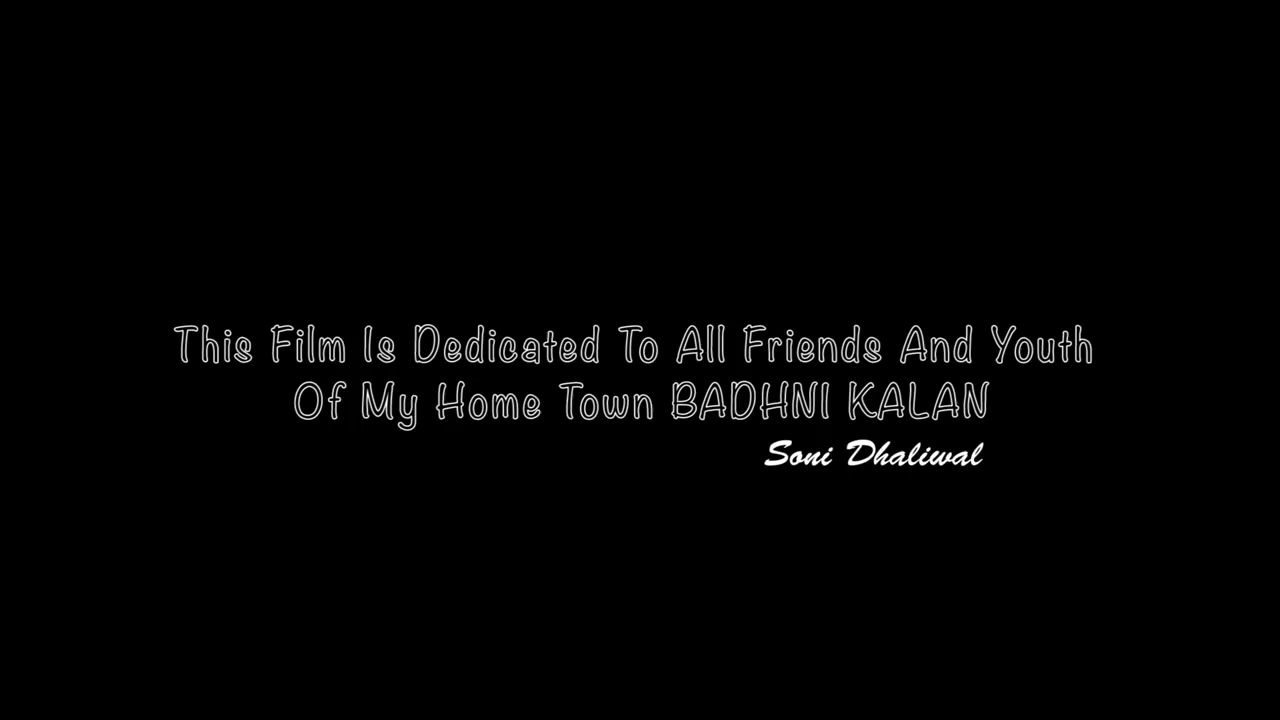 This Film Is Dedicated To All Friends And Youth
Of My Home Town BADHNI KALAN
Soni Dhaliwal